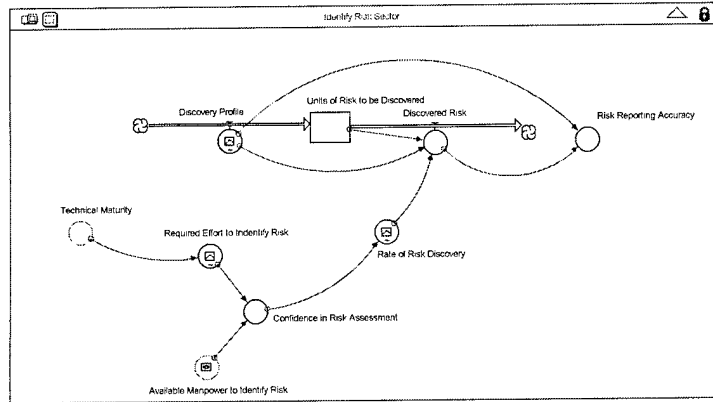 Identify Risk Sector
Discovery Profile
Units of Risk to be Discovered
Discovered Risk
Risk Reporting Accuracy
Technical Maturity
Required Effort to Indentify Risk
Rate of Risk Discovery
Confidence in Risk Assessment
Available Manpower to Identify Risk